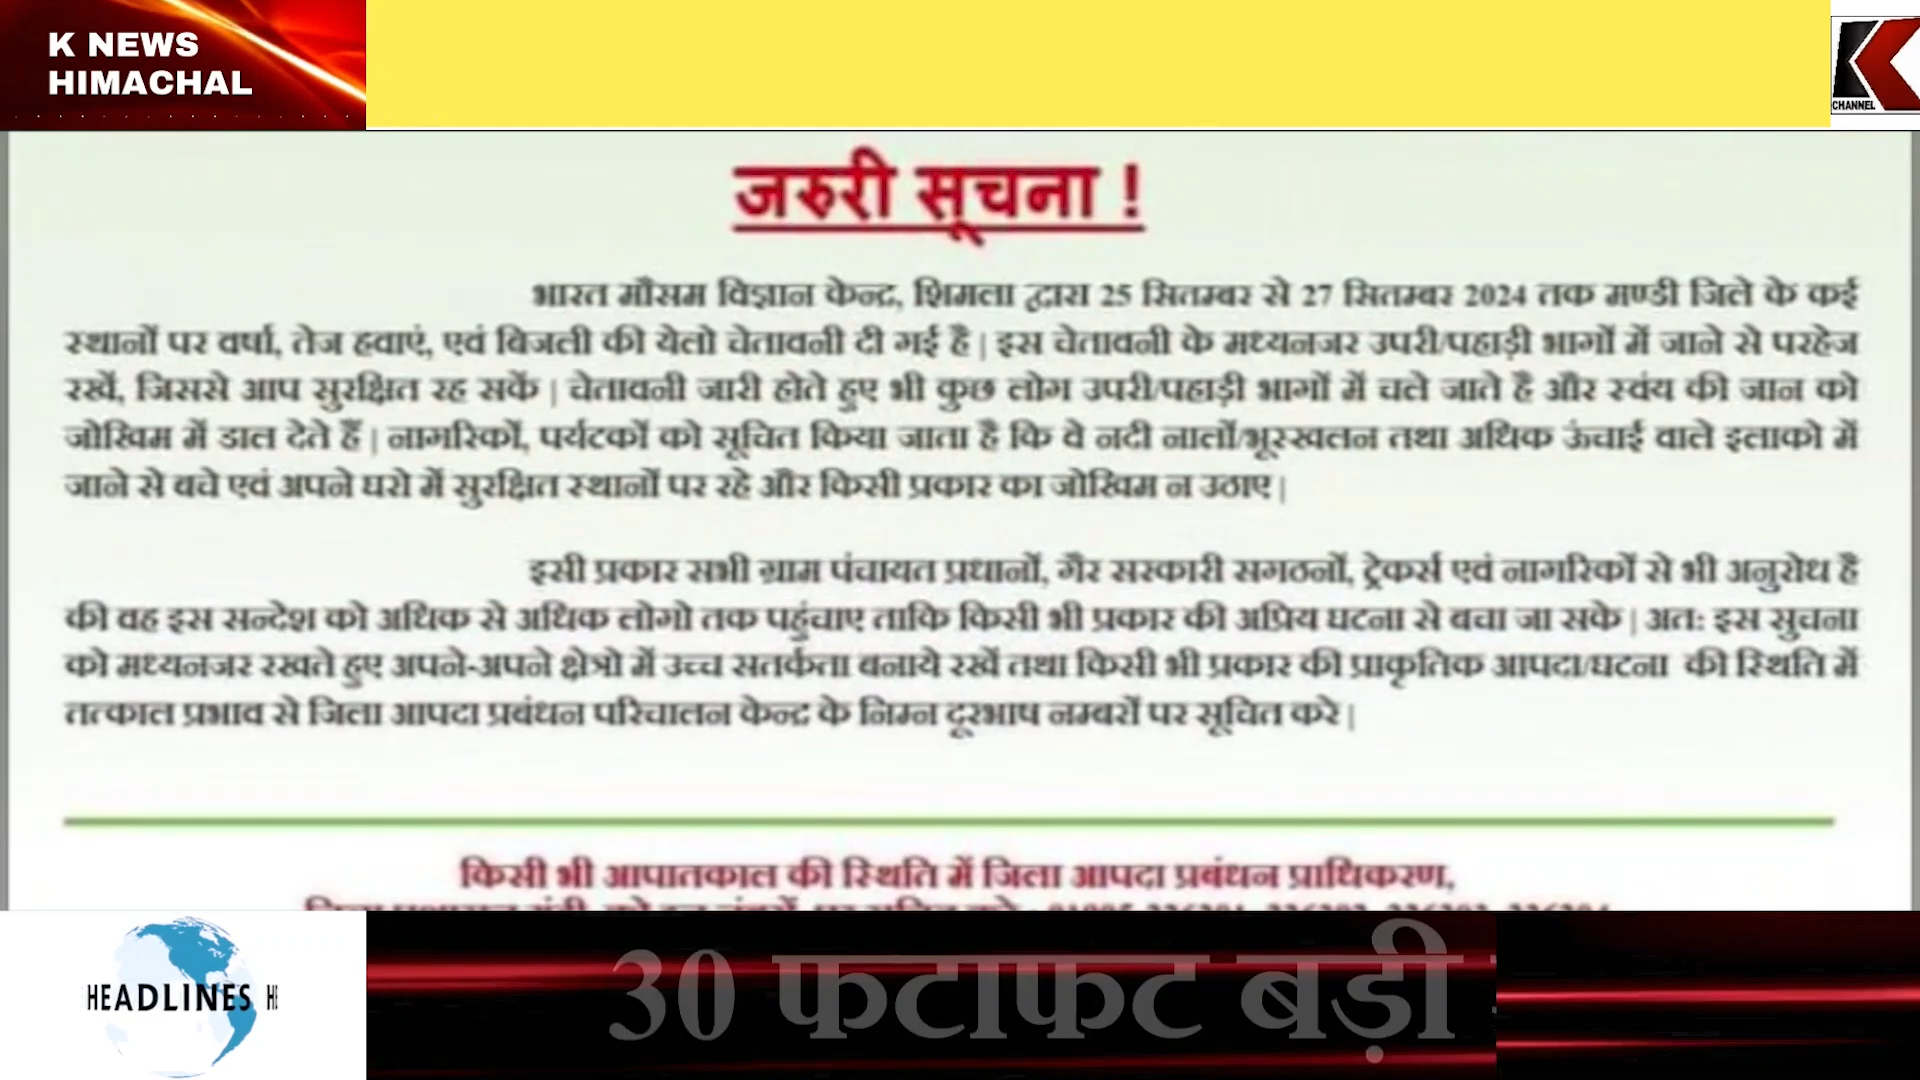 K NEWS
HIMACHAL
CHANNEL
जरुरी सूचना !
भारत मौसम विज्ञान केन्द्र, शिमला द्वारा 25 सितम्बर से 27 सितम्बर 2024 तक मण्डी जिले के कई
स्थानों पर वर्षा, तेज हवाएं, एवं बिजली की येलो चेतावनी दी गई है | इस चेतावनी के मध्यनजर उपरी/पहाड़ी भागों में जाने से परहेज
रखें, जिससे आप सुरक्षित रह सकें | चेतावनी जारी होते हुए भी कुछ लोग उपरी/पहाड़ी भागों में चले जाते है और स्वंय की जान को
जोखिम में डाल देते हैं | नागरिकों, पर्यटकों को सूचित किया जाता है कि वे नदी नालों/भूस्खलन तथा अधिक ऊंचाई वाले इलाको में
जाने से बचे एवं अपने घरो में सुरक्षित स्थानों पर रहे और किसी प्रकार का जोखिम न उठाए |
इसी प्रकार सभी ग्राम पंचायत प्रधानों, गैर सरकारी सगठनों, ट्रेकर्स एवं नागरिकों से भी अनुरोध है
की वह इस सन्देश को अधिक से अधिक लोगो तक पहुंचाए ताकि किसी भी प्रकार की अप्रिय घटना से बचा जा सके | अत: इस सुचना
को मध्यनजर रखते हुए अपने-अपने क्षेत्रो में उच्च सतर्कता बनाये रखें तथा किसी भी प्रकार की प्राकृतिक आपदा/घटना की स्थिति में
तत्काल प्रभाव से जिला आपदा प्रबंधन परिचालन केन्द्र के निम्न दूरभाष नम्बरों पर सूचित करे |
किसी भी आपातकाल की स्थिति में जिला आपदा प्रबंधन प्राधिकरण,
HEADLINES
30 फटाफट बड़ी